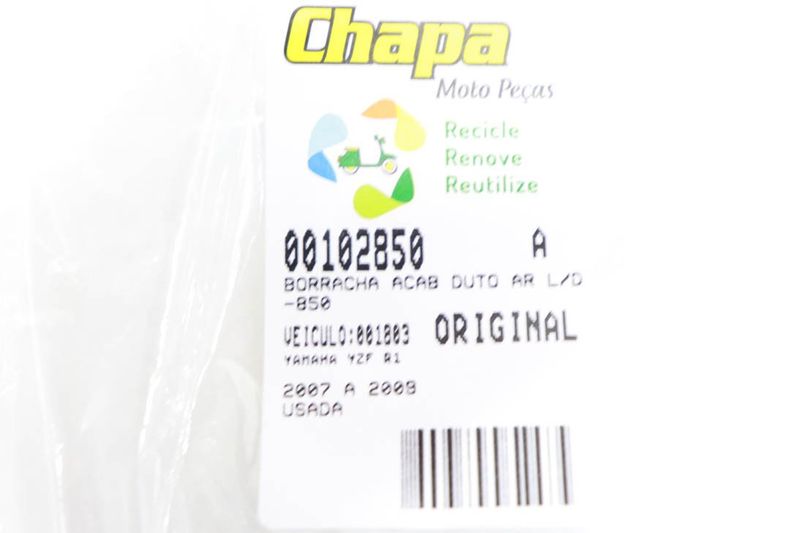 Chapa
Moto Peças
Recicle
Renove
Reutilize
00102850 A
BORRACHA ACAB DUTO AR L/D
-850
VEICULO:001803 ORIGINAL
YAMAHA YZF R1
2007 A 2009
USADA